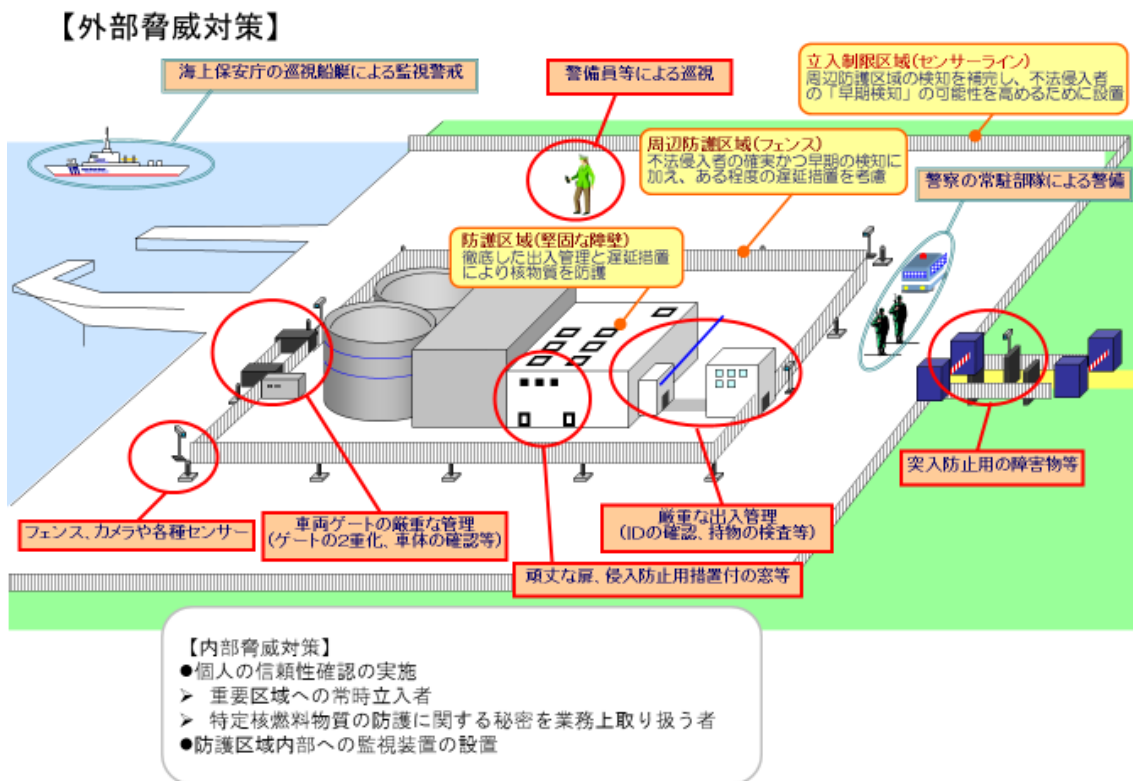 【外部脅威対策】
海上保安庁の巡視船艇による監視警戒
警備員等による巡視
立入制限区域(センサーライン)
周辺防護区域の検知を補完し、不法侵入者
の「早期検知」の可能性を高めるために設置
周辺防護区域(フェンス)
不法侵入者の確実かつ早期の検知に
加え、ある程度の遅延措置を考慮
警察の常駐部隊による警備
防護区域(堅固な障壁)
徹底した出入管理と遅延措置
により核物質を防護
突入防止用の障害物等
フェンス、カメラや各種センサー
車両ゲートの厳重な管理
(ゲートの2重化、車体の確認等)
厳重な出入管理
(IDの確認、持物の検査等)
頑丈な扉、侵入防止用措置付の窓等
【内部脅威対策】
●個人の信頼性確認の実施
➢ 重要区域への常時立入者
➢ 特定核燃料物質の防護に関する秘密を業務上取り扱う者
●防護区域内部への監視装置の設置